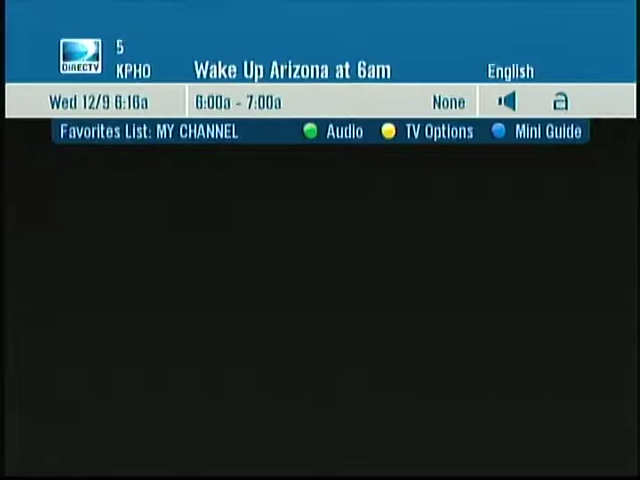 DIRECTV
5
KPHO
Wake Up Arizona at 6am
English
Wed 12/9 6:16a
6:00a - 7:00a
None
Favorites List: MY CHANNEL
Audio
TV Options
Mini Guide